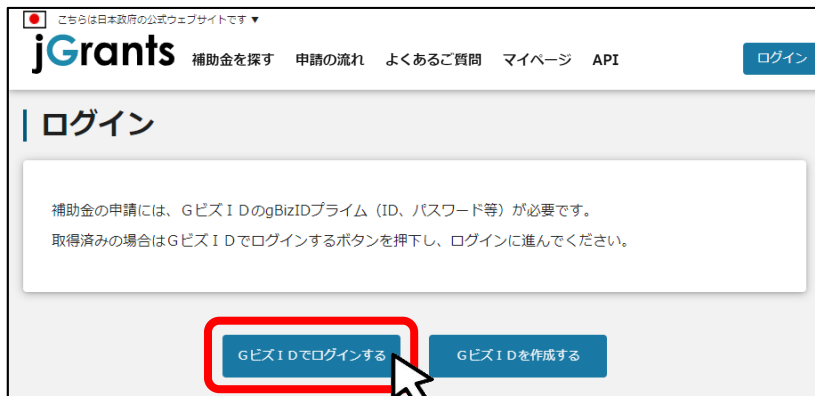 こちらは日本政府の公式ウェブサイトです ▼
jGrants 補助金を探す 申請の流れ よくあるご質問 マイページ API ログイン
ログイン
補助金の申請には、GビズIDのgBizIDプライム（ID、パスワード等）が必要です。
取得済みの場合はGビズIDでログインするボタンを押下し、ログインに進んでください。
GビズIDでログインする GビズIDを作成する